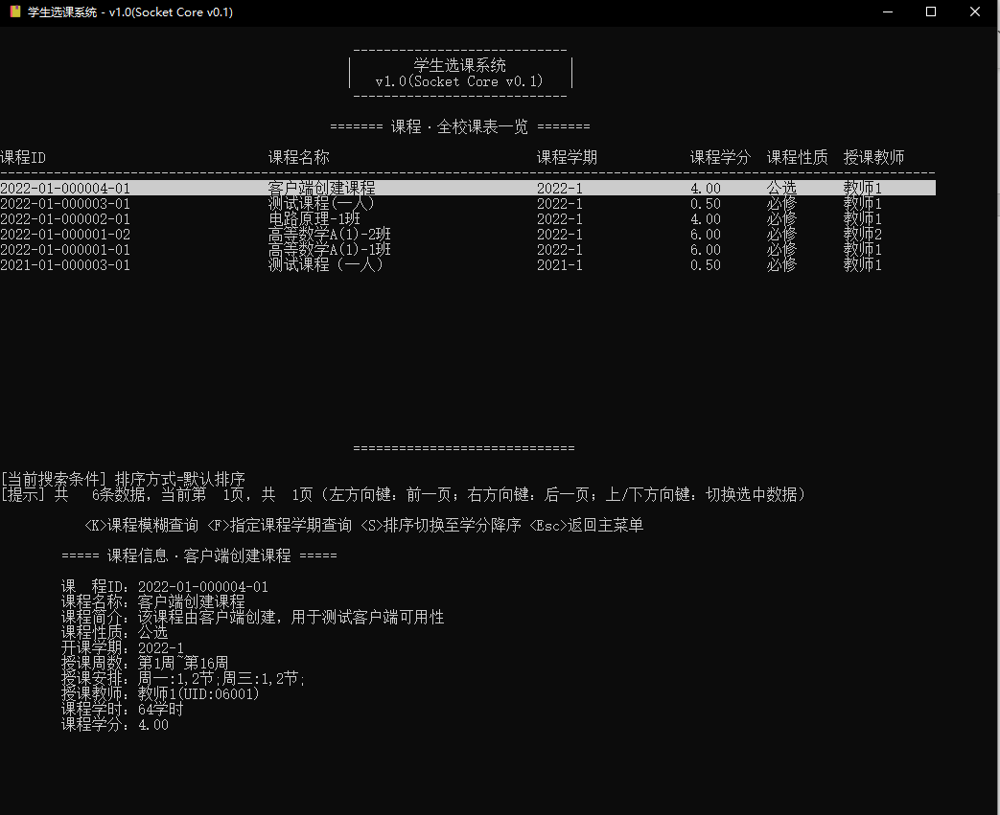 学生选课系统 - v1.0(Socket Core v0.1)
----------------------------
| 学生选课系统 |
| v1.0(Socket Core v0.1) |
----------------------------
======= 课程·全校课表一览 =======
课程ID 课程名称 课程学期 课程学分 课程性质 授课教师
--------------------------------------------------------------------------------------------------------------------------
2022-01-000004-01 客户端创建课程 2022-1 4.00 公选 教师1
2022-01-000003-01 测试课程(一人) 2022-1 0.50 必修 教师1
2022-01-000002-01 电路原理-1班 2022-1 4.00 必修 教师1
2022-01-000001-02 高等数学A(1)-2班 2022-1 6.00 必修 教师2
2022-01-000001-01 高等数学A(1)-1班 2022-1 6.00 必修 教师1
2021-01-000003-01 测试课程（一人） 2021-1 0.50 必修 教师1
=============================
[当前搜索条件] 排序方式=默认排序
[提示] 共 6条数据, 当前第 1页, 共 1页（左方向键: 前一页; 右方向键: 后一页; 上/下方向键: 切换选中数据）
<K>课程模糊查询 <F>指定课程学期查询 <S>排序切换至学分降序 <Esc>返回主菜单
===== 课程信息·客户端创建课程 =====
课 程ID: 2022-01-000004-01
课程名称: 客户端创建课程
课程简介: 该课程由客户端创建, 用于测试客户端可用性
课程性质: 公选
开课学期: 2022-1
授课周数: 第1周~第16周
授课安排: 周一:1,2节;周三:1,2节;
授课教师: 教师1(UID:06001)
课程学时: 64学时
课程学分: 4.00